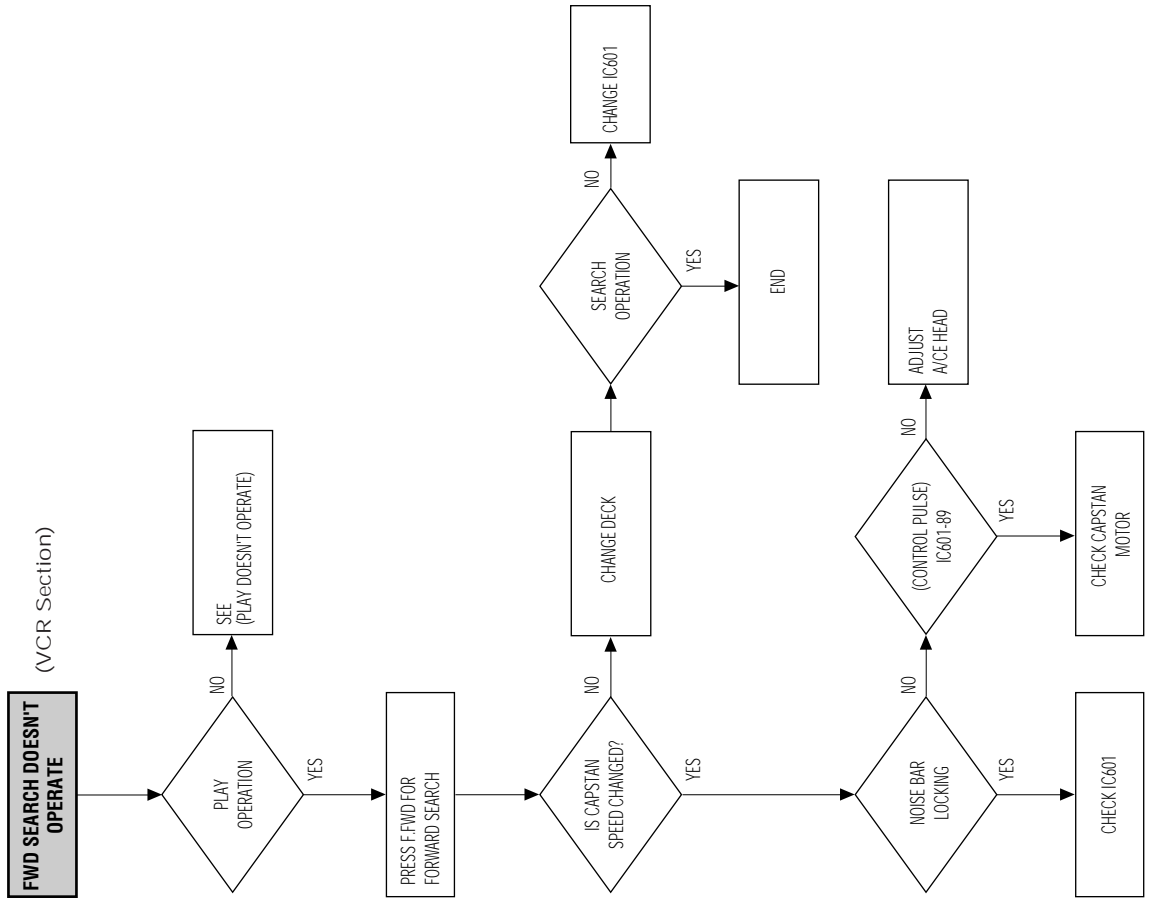 FWD SEARCH DOESN'T
OPERATE
(VCR Section)
PLAY
OPERATION
NO
SEE
(PLAY DOESN'T OPERATE)
YES
PRESS F.FWD FOR
FORWARD SEARCH
IS CAPSTAN
SPEED CHANGED?
NO
CHANGE DECK
SEARCH
OPERATION
NO
CHANGE IC601
YES
END
YES
NOISE BAR
LOCKING
NO
(CONTROL PULSE)
IC601-89
NO
ADJUST
A/CE HEAD
YES
CHECK CAPSTAN
MOTOR
YES
CHECK IC601